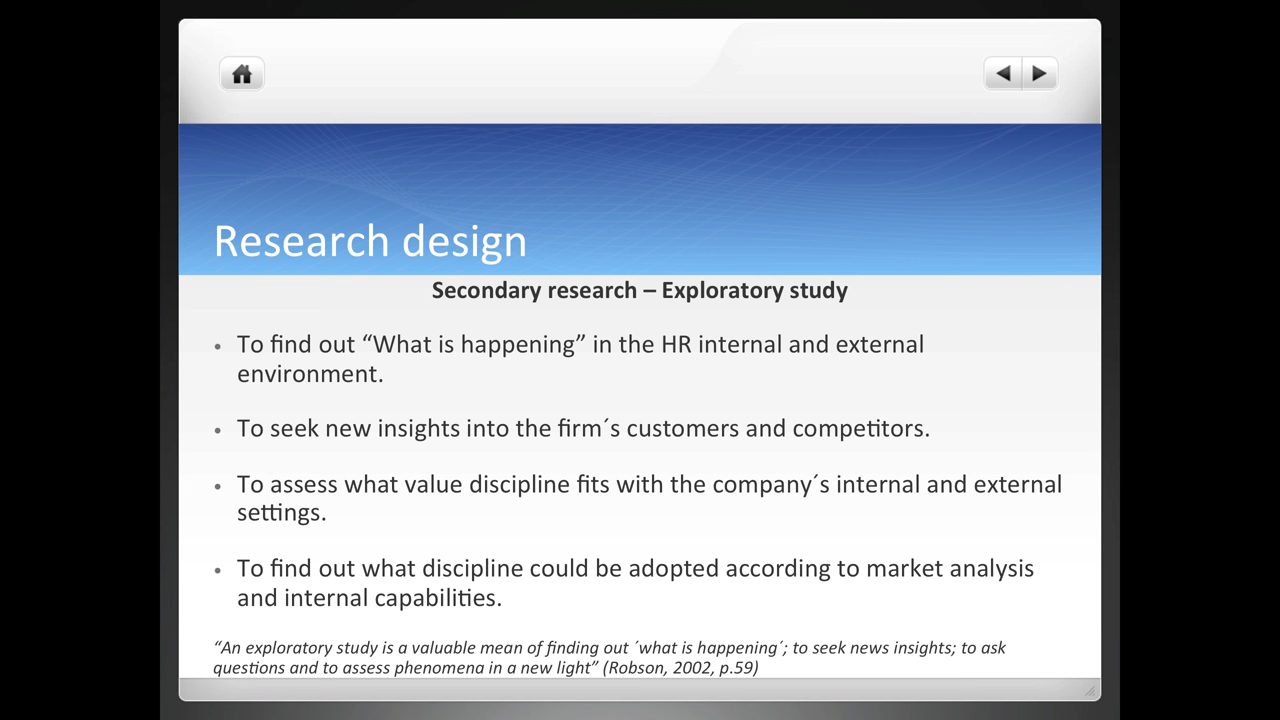 Research design
Secondary research – Exploratory study
• To find out “What is happening” in the HR internal and external
environment.
• To seek new insights into the firm´s customers and competitors.
• To assess what value discipline fits with the company´s internal and external
settings.
• To find out what discipline could be adopted according to market analysis
and internal capabilities.
“An exploratory study is a valuable mean of finding out ´what is happening´; to seek news insights; to ask
questions and to assess phenomena in a new light” (Robson, 2002, p.59)